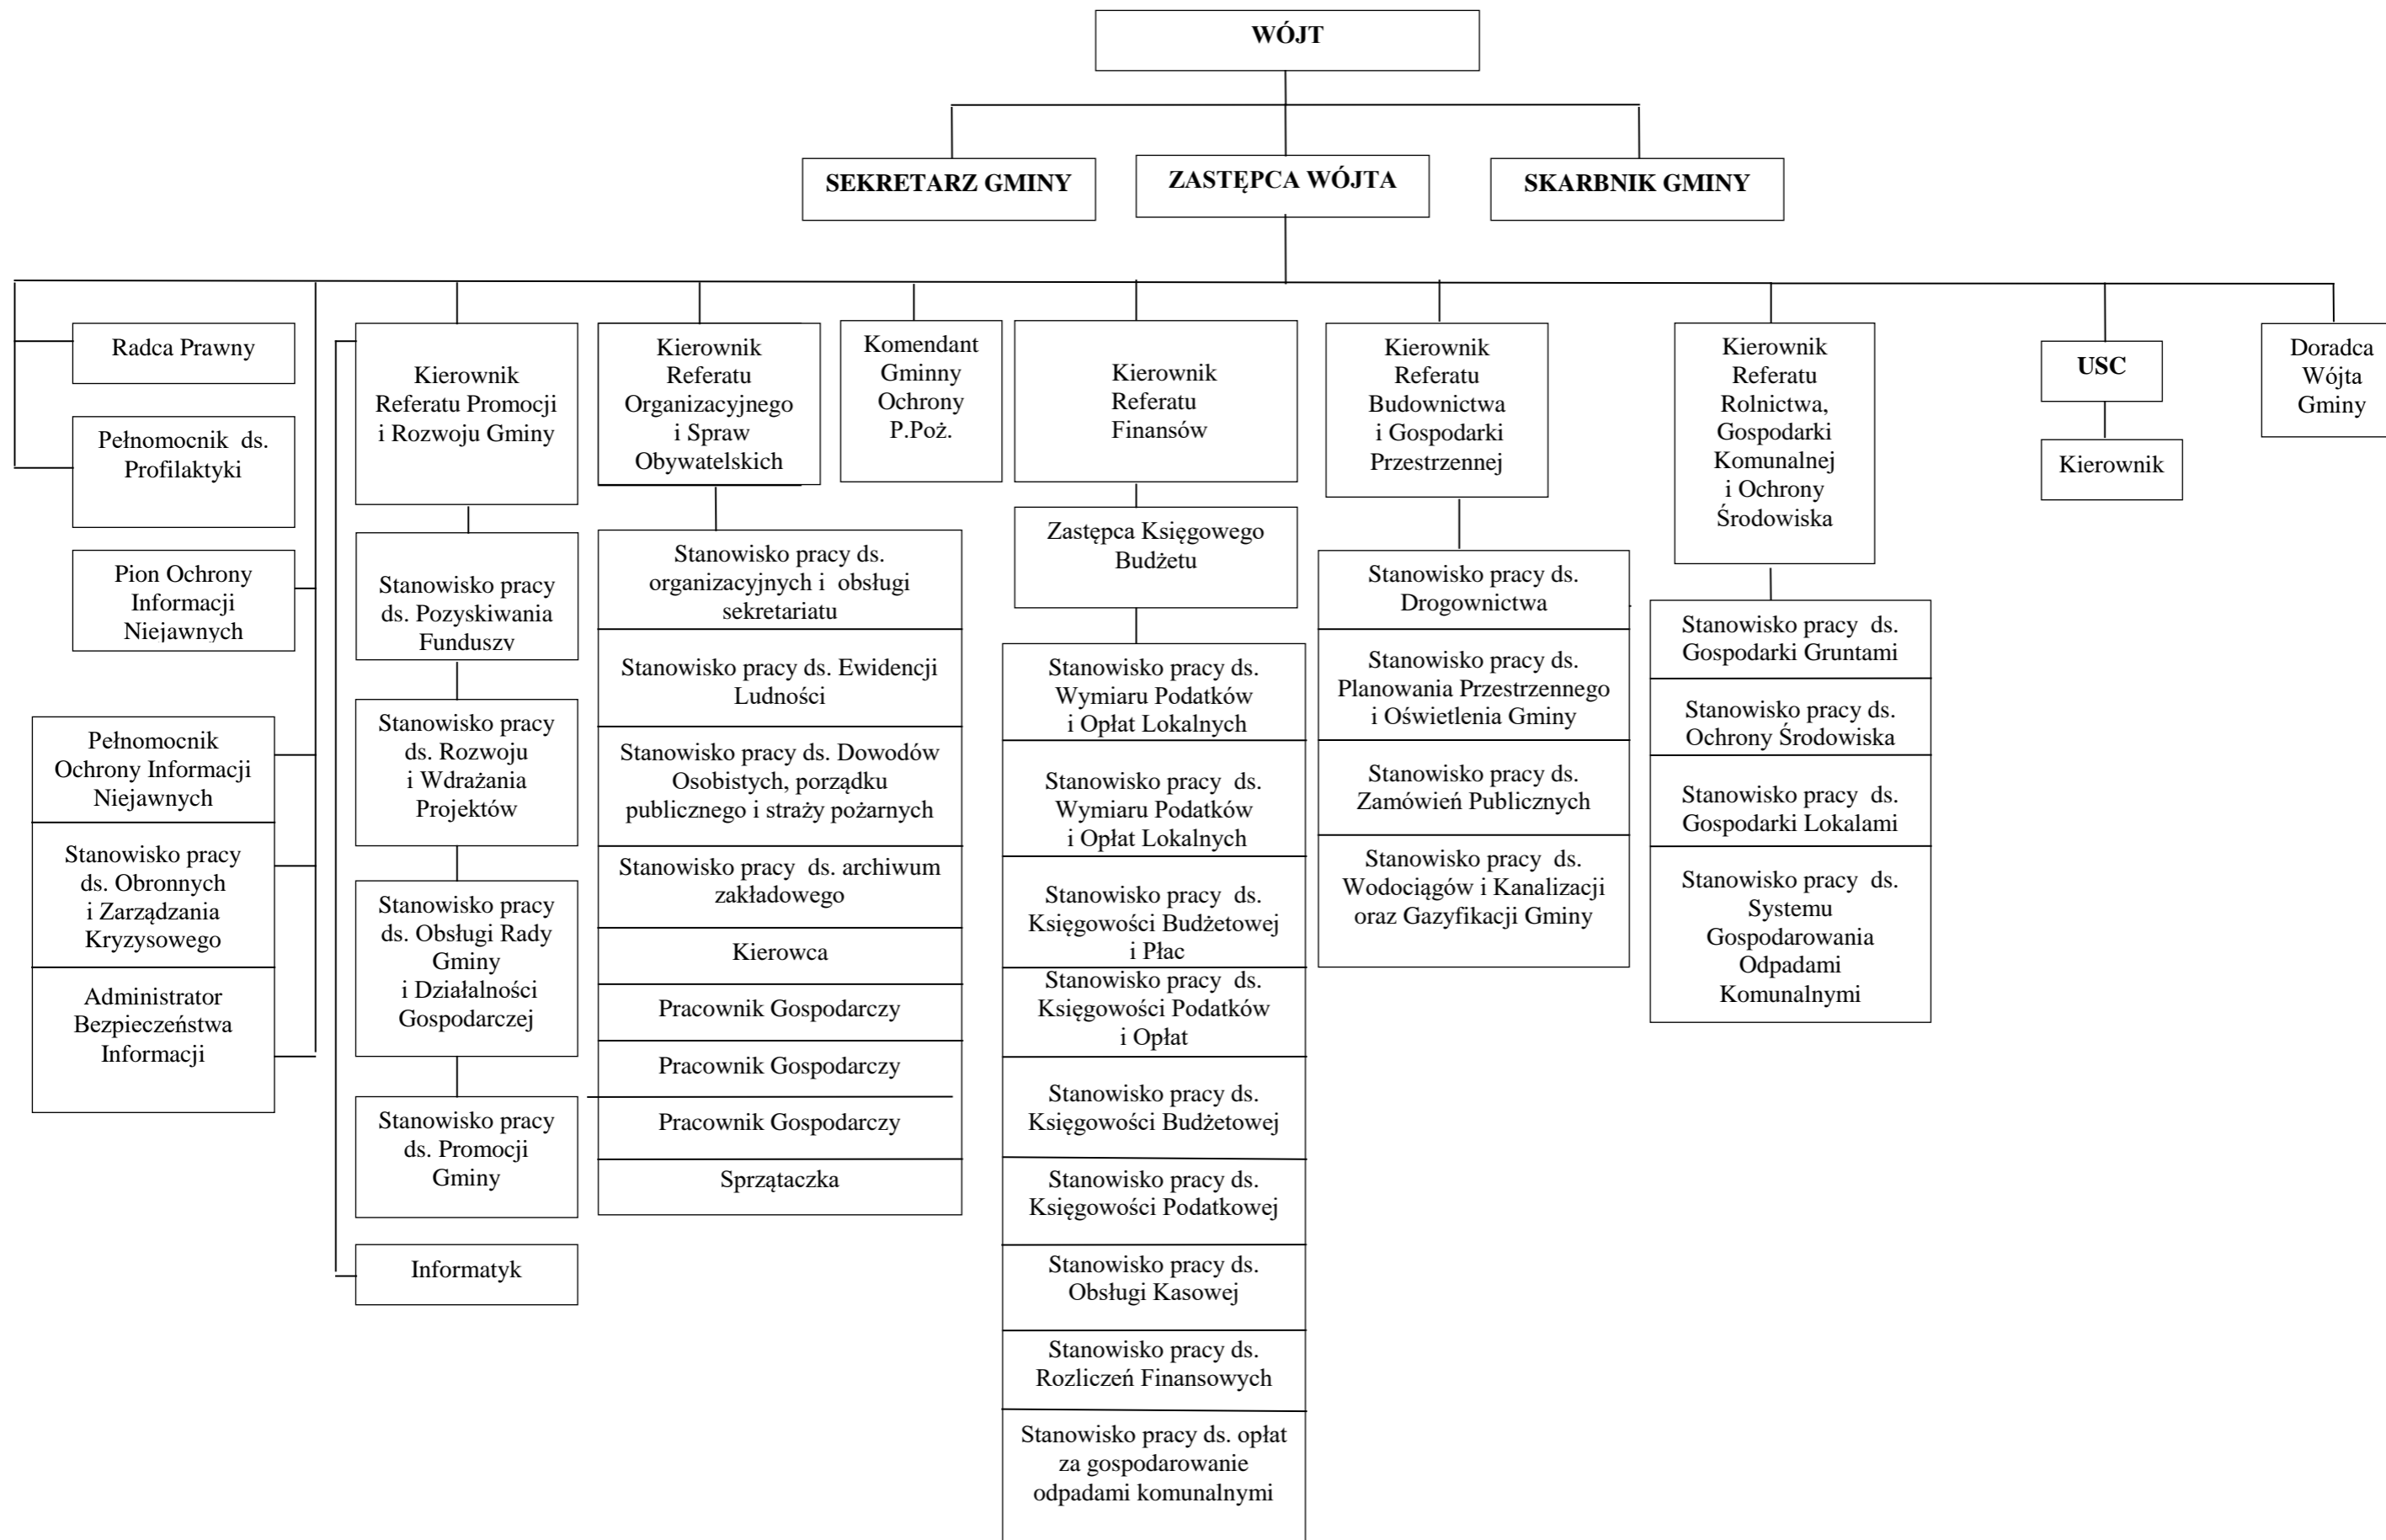 WÓJT
SEKRETARZ GMINY
ZASTĘPCA WÓJTA
SKARBNIK GMINY
Radca Prawny
Pełnomocnik ds.
Profilaktyki
Pion Ochrony
Informacji
Niejawnych
Pełnomocnik
Ochrony Informacji
Niejawnych
Stanowisko pracy
ds. Obronnych
i Zarządzania
Kryzysowego
Administrator
Bezpieczeństwa
Informacji
Kierownik
Referatu Promocji
i Rozwoju Gminy
Stanowisko pracy
ds. Pozyskiwania
Funduszy
Stanowisko pracy
ds. Rozwoju
i Wdrażania
Projektów
Stanowisko pracy
ds. Obsługi Rady
Gminy
i Działalności
Gospodarczej
Stanowisko pracy
ds. Promocji
Gminy
Informatyk
Kierownik
Referatu
Organizacyjnego
i Spraw
Obywatelskich
Stanowisko pracy ds.
organizacyjnych i obsługi
sekretariatu
Stanowisko pracy ds. Ewidencji
Ludności
Stanowisko pracy ds. Dowodów
Osobistych, porządku
publicznego i straży pożarnych
Stanowisko pracy ds. archiwum
zakładowego
Kierowca
Pracownik Gospodarczy
Pracownik Gospodarczy
Pracownik Gospodarczy
Sprzątaczka
Komendant
Gminny
Ochrony
P.Poż.
Kierownik
Referatu
Finansów
Zastępca Księgowego
Budżetu
Stanowisko pracy ds.
Wymiaru Podatków
i Opłat Lokalnych
Stanowisko pracy ds.
Wymiaru Podatków
i Opłat Lokalnych
Stanowisko pracy ds.
Księgowości Budżetowej
i Płac
Stanowisko pracy ds.
Księgowości Podatków
i Opłat
Stanowisko pracy ds.
Księgowości Budżetowej
Stanowisko pracy ds.
Księgowości Podatkowej
Stanowisko pracy ds.
Obsługi Kasowej
Stanowisko pracy ds.
Rozliczeń Finansowych
Stanowisko pracy ds. opłat
za gospodarowanie
odpadami komunalnymi
Kierownik
Referatu
Budownictwa
i Gospodarki
Przestrzennej
Stanowisko pracy ds.
Drogownictwa
Stanowisko pracy ds.
Planowania Przestrzennego
i Oświetlenia Gminy
Stanowisko pracy ds.
Zamówień Publicznych
Stanowisko pracy ds.
Wodociągów i Kanalizacji
oraz Gazyfikacji Gminy
Kierownik
Referatu
Rolnictwa,
Gospodarki
Komunalnej
i Ochrony
Środowiska
Stanowisko pracy ds.
Gospodarki Gruntami
Stanowisko pracy ds.
Ochrony Środowiska
Stanowisko pracy ds.
Gospodarki Lokalami
Stanowisko pracy ds.
Systemu
Gospodarowania
Odpadami
Komunalnymi
USC
Kierownik
Doradca
Wójta
Gminy